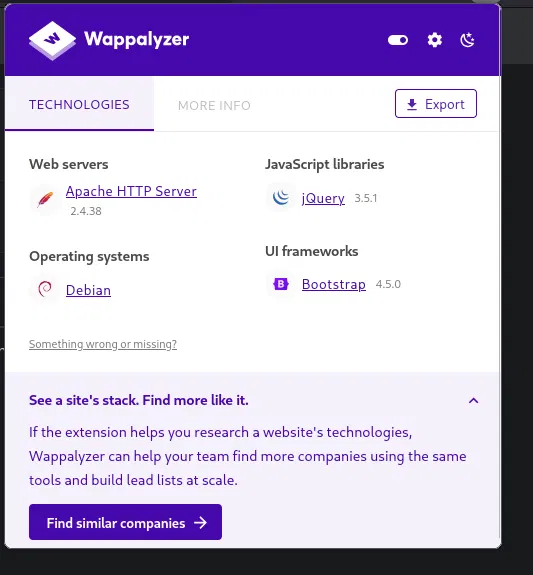 Wappalyzer
TECHNOLOGIES
MORE INFO
Export
Web servers
Apache HTTP Server
2.4.38
Operating systems
Debian
JavaScript libraries
jQuery 3.5.1
UI frameworks
Bootstrap 4.5.0
Something wrong or missing?
See a site's stack. Find more like it.
If the extension helps you research a website's technologies,
Wappalyzer can help your team find more companies using the same
tools and build lead lists at scale.
Find similar companies